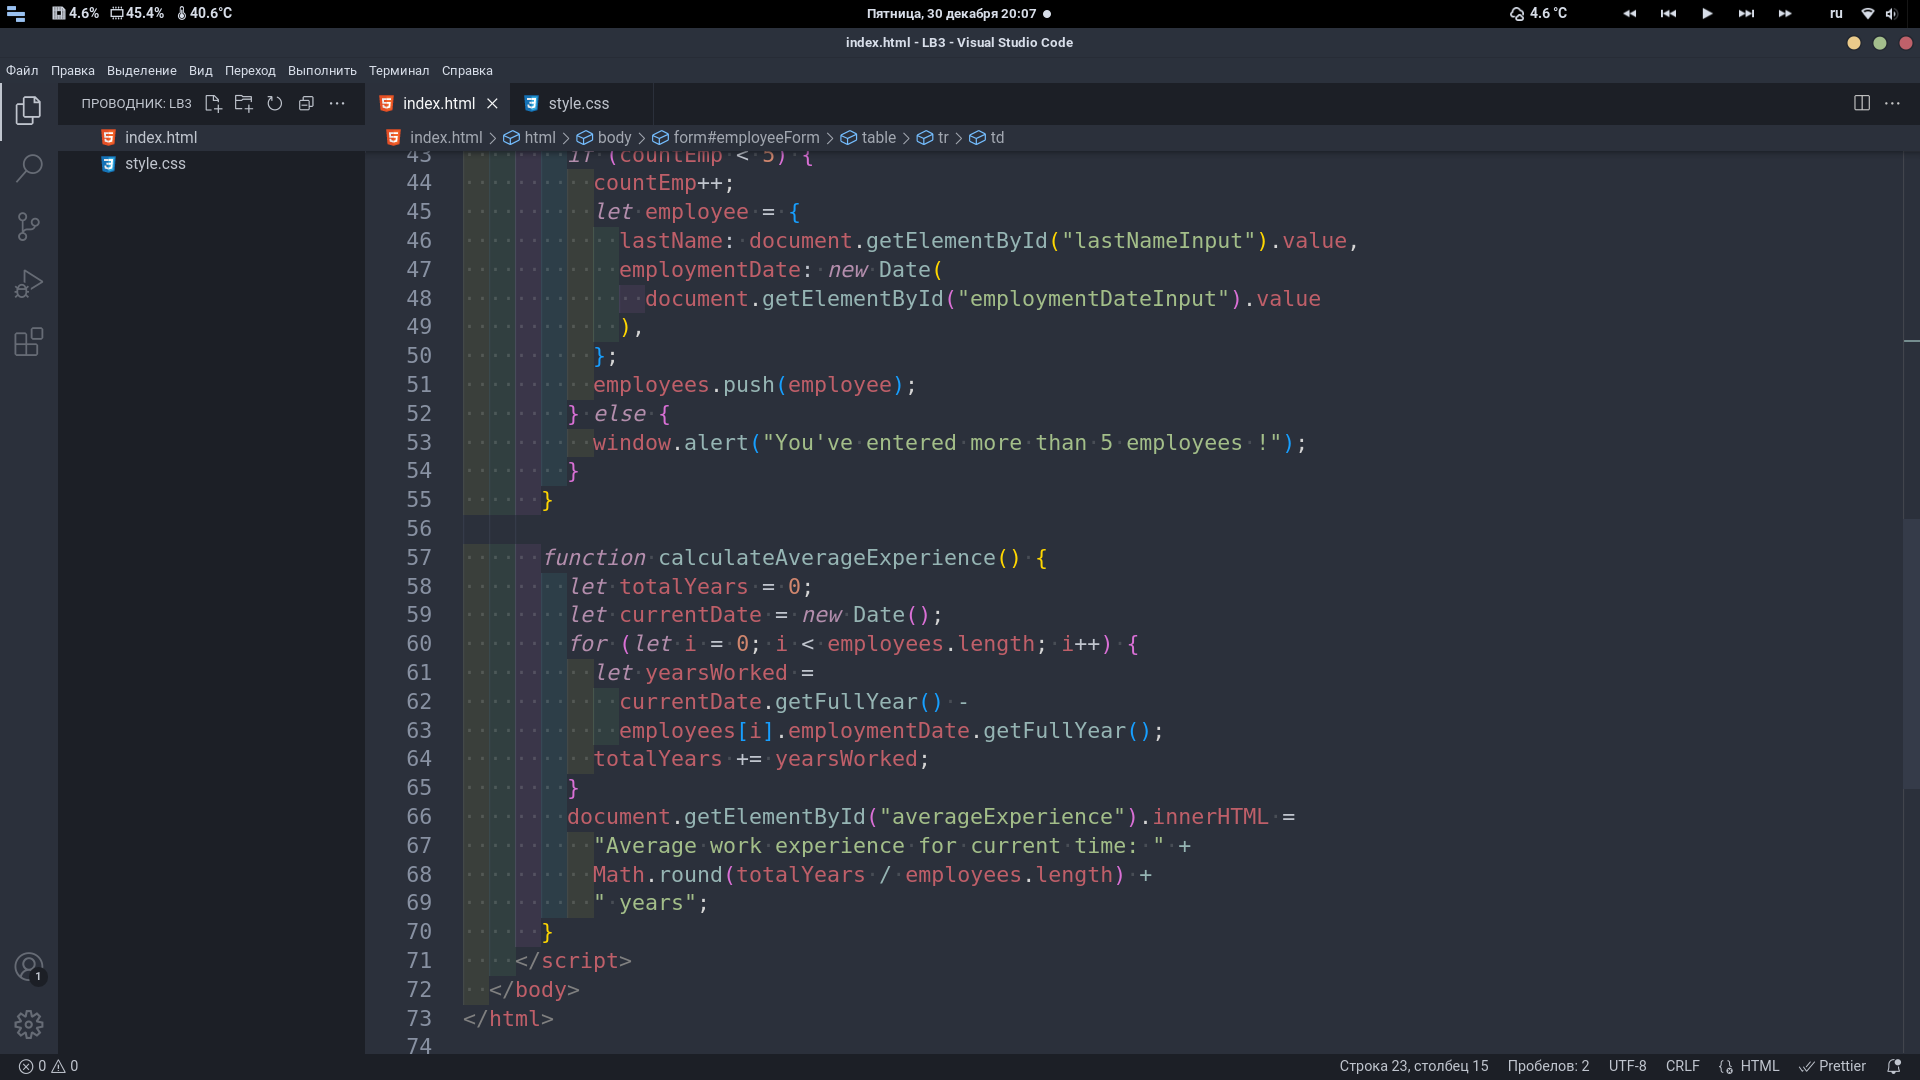 4.6% 45.4% 40.6°C Пятница, 30 декабря 20:07 4.6 °C ru
index.html - LB3 - Visual Studio Code
Файл Правка Выделение Вид Переход Выполнить Терминал Справка
ПРОВОДНИК: LB3 index.html style.css
index.html
style.css
index.html > html > body > form#employeeForm > table > tr > td
43 if (countEmp < 5) {
44 countEmp++;
45 let employee = {
46 lastName: document.getElementById("lastNameInput").value,
47 employmentDate: new Date(
48 document.getElementById("employmentDateInput").value
49 ),
50 };
51 employees.push(employee);
52 } else {
53 window.alert("You've entered more than 5 employees !");
54 }
55 }
56
57 function calculateAverageExperience() {
58 let totalYears = 0;
59 let currentDate = new Date();
60 for (let i = 0; i < employees.length; i++) {
61 let yearsWorked =
62 currentDate.getFullYear() -
63 employees[i].employmentDate.getFullYear();
64 totalYears += yearsWorked;
65 }
66 document.getElementById("averageExperience").innerHTML =
67 "Average work experience for current time: " +
68 Math.round(totalYears / employees.length) +
69 " years";
70 }
71 </script>
72 </body>
73 </html>
74
1
0 0 Строка 23, столбец 15 Пробелов: 2 UTF-8 CRLF HTML Prettier